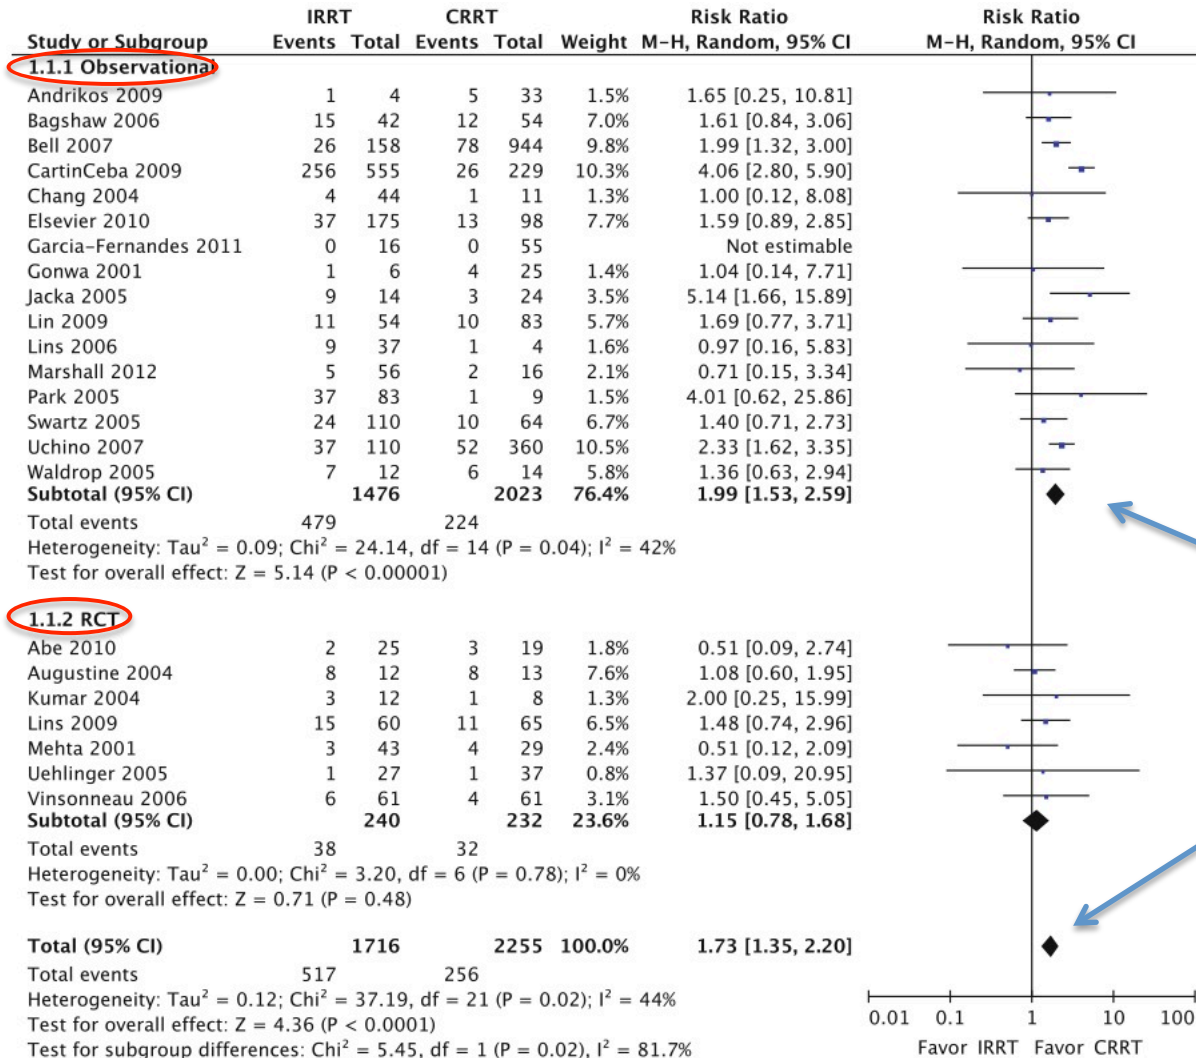 IRRT CRRT Risk Ratio Risk Ratio
Study or Subgroup Events Total Events Total Weight M-H, Random, 95% CI M-H, Random, 95% CI
1.1.1 Observational
Andrikos 2009 1 4 5 33 1.5% 1.65 [0.25, 10.81]
Bagshaw 2006 15 42 12 54 7.0% 1.61 [0.84, 3.06]
Bell 2007 26 158 78 944 9.8% 1.99 [1.32, 3.00]
CartinCeba 2009 256 555 26 229 10.3% 4.06 [2.80, 5.90]
Chang 2004 4 44 1 11 1.3% 1.00 [0.12, 8.08]
Elsevier 2010 37 175 13 98 7.7% 1.59 [0.89, 2.85]
Garcia-Fernandes 2011 0 16 0 55 Not estimable
Gonwa 2001 1 6 4 25 1.4% 1.04 [0.14, 7.71]
Jacka 2005 9 14 3 24 3.5% 5.14 [1.66, 15.89]
Lin 2009 11 54 10 83 5.7% 1.69 [0.77, 3.71]
Lins 2006 9 37 1 4 1.6% 0.97 [0.16, 5.83]
Marshall 2012 5 56 2 16 2.1% 0.71 [0.15, 3.34]
Park 2005 37 83 1 9 1.5% 4.01 [0.62, 25.86]
Swartz 2005 24 110 10 64 6.7% 1.40 [0.71, 2.73]
Uchino 2007 37 110 52 360 10.5% 2.33 [1.62, 3.35]
Waldrop 2005 7 12 6 14 5.8% 1.36 [0.63, 2.94]
Subtotal (95% CI) 1476 2023 76.4% 1.99 [1.53, 2.59]
Total events 479 224
Heterogeneity: Tau² = 0.09; Chi² = 24.14, df = 14 (P = 0.04); I² = 42%
Test for overall effect: Z = 5.14 (P < 0.00001)
1.1.2 RCT
Abe 2010 2 25 3 19 1.8% 0.51 [0.09, 2.74]
Augustine 2004 8 12 8 13 7.6% 1.08 [0.60, 1.95]
Kumar 2004 3 12 1 8 1.3% 2.00 [0.25, 15.99]
Lins 2009 15 60 11 65 6.5% 1.48 [0.74, 2.96]
Mehta 2001 3 43 4 29 2.4% 0.51 [0.12, 2.09]
Uehlinger 2005 1 27 1 37 0.8% 1.37 [0.09, 20.95]
Vinsonneau 2006 6 61 4 61 3.1% 1.50 [0.45, 5.05]
Subtotal (95% CI) 240 232 23.6% 1.15 [0.78, 1.68]
Total events 38 32
Heterogeneity: Tau² = 0.00; Chi² = 3.20, df = 6 (P = 0.78); I² = 0%
Test for overall effect: Z = 0.71 (P = 0.48)
Total (95% CI) 1716 2255 100.0% 1.73 [1.35, 2.20]
Total events 517 256
Heterogeneity: Tau² = 0.12; Chi² = 37.19, df = 21 (P = 0.02); I² = 44%
Test for overall effect: Z = 4.36 (P < 0.0001)
Test for subgroup differences: Chi² = 5.45, df = 1 (P = 0.02), I² = 81.7%
0.01 0.1 1 10 100
Favor IRRT Favor CRRT